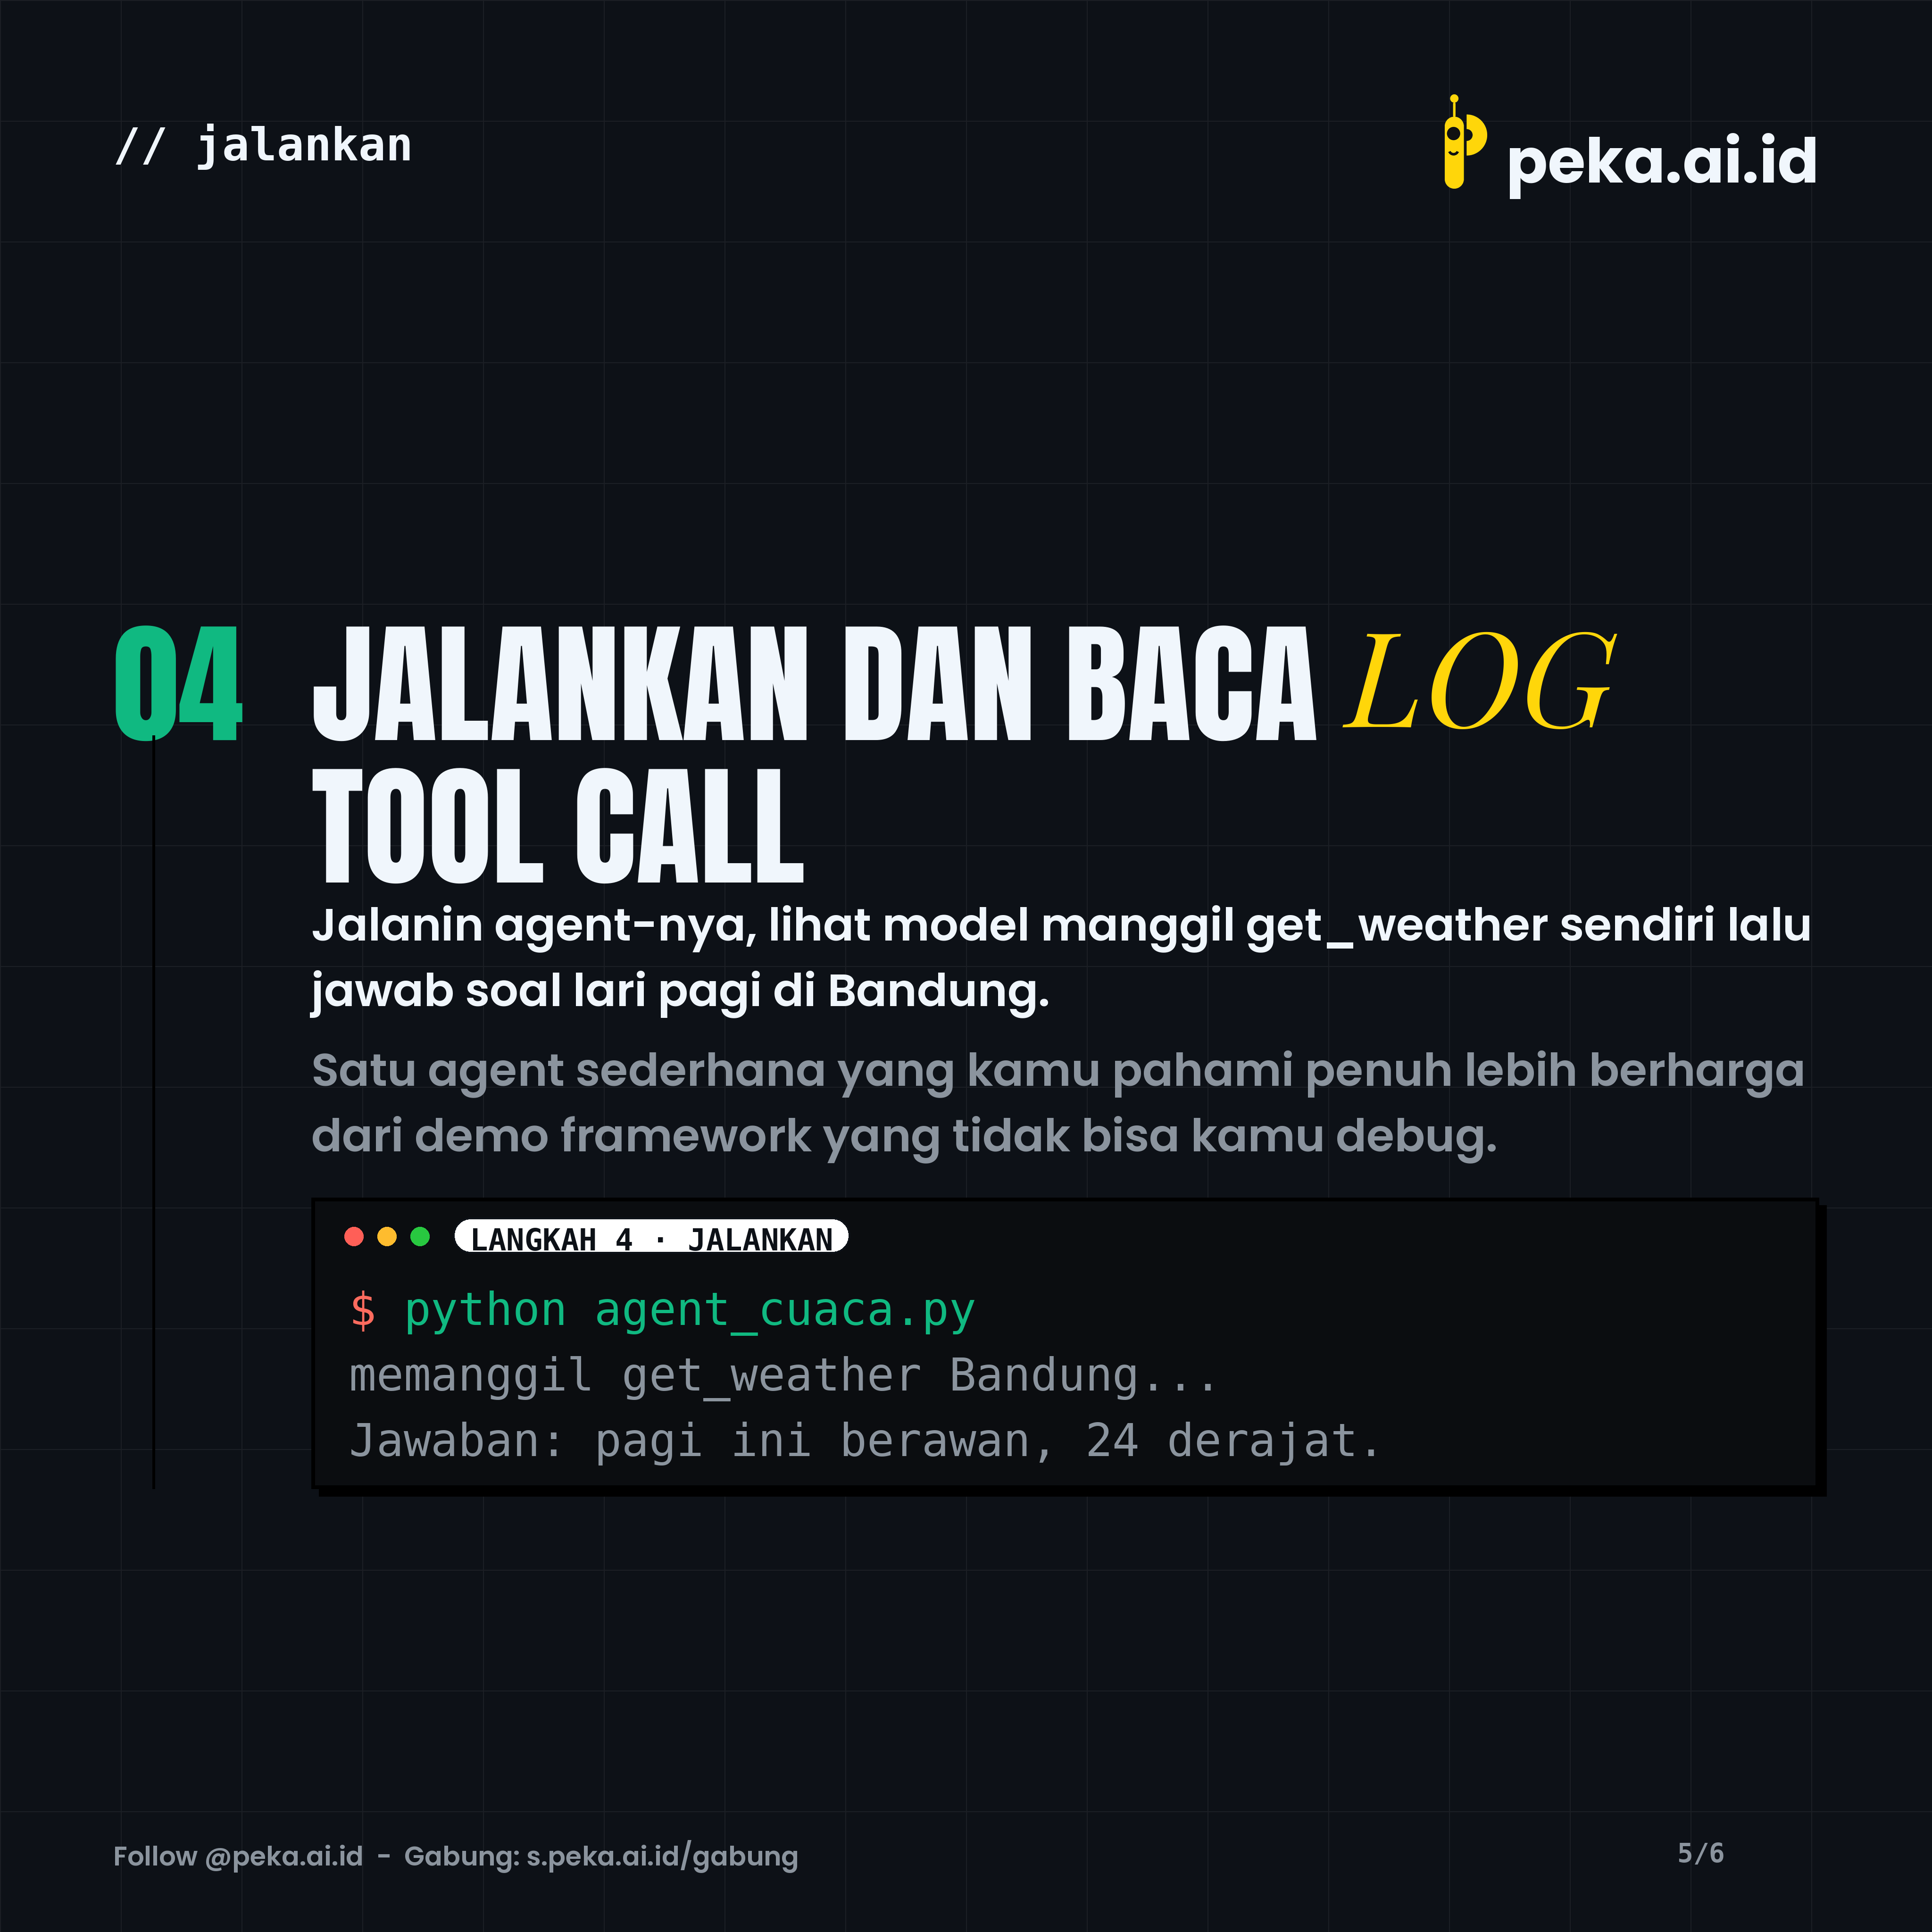 // jalankan
peka.ai.id
04
JALANKAN DAN BACA LOG
TOOL CALL
Jalanin agent-nya, lihat model manggil get_weather sendiri lalu
jawab soal lari pagi di Bandung.
Satu agent sederhana yang kamu pahami penuh lebih berharga
dari demo framework yang tidak bisa kamu debug.
LANGKAH 4 · JALANKAN
$ python agent_cuaca.py
memanggil get_weather Bandung...
Jawaban: pagi ini berawan, 24 derajat.
Follow @peka.ai.id - Gabung: s.peka.ai.id/gabung
5/6